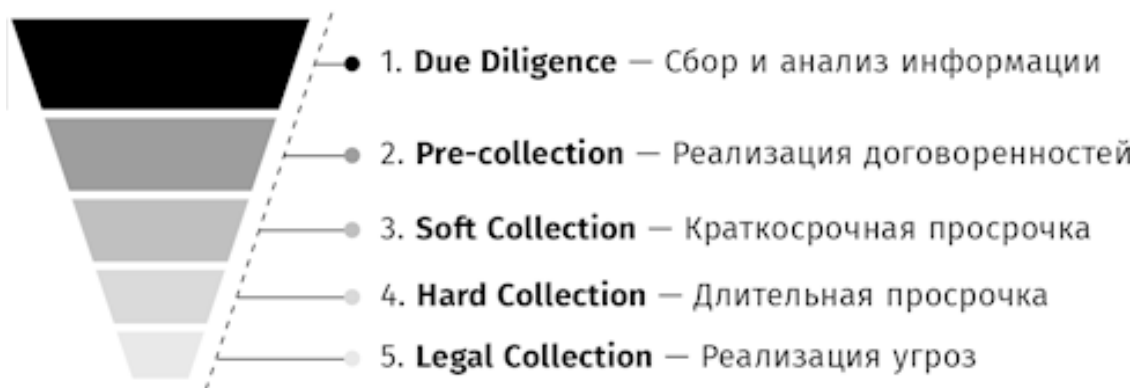 1. Due Diligence — Сбор и анализ информации
2. Pre-collection — Реализация договоренностей
3. Soft Collection — Краткосрочная просрочка
4. Hard Collection — Длительная просрочка
5. Legal Collection — Реализация угроз